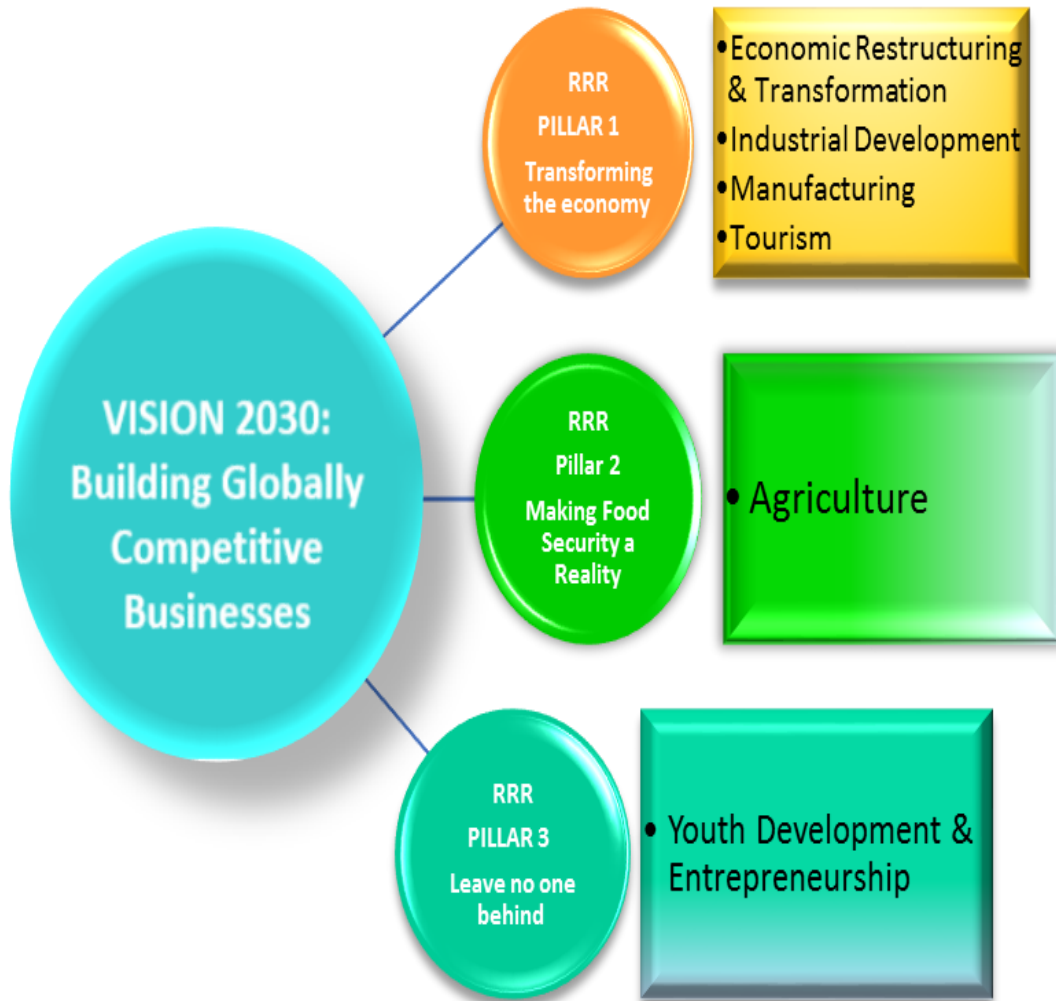 VISION 2030:
Building Globally
Competitive
Businesses
RRR
PILLAR 1
Transforming
the economy
•Economic Restructuring
& Transformation
•Industrial Development
•Manufacturing
•Tourism
RRR
Pillar 2
Making Food
Security a
Reality
• Agriculture
RRR
PILLAR 3
Leave no one
behind
• Youth Development &
Entrepreneurship